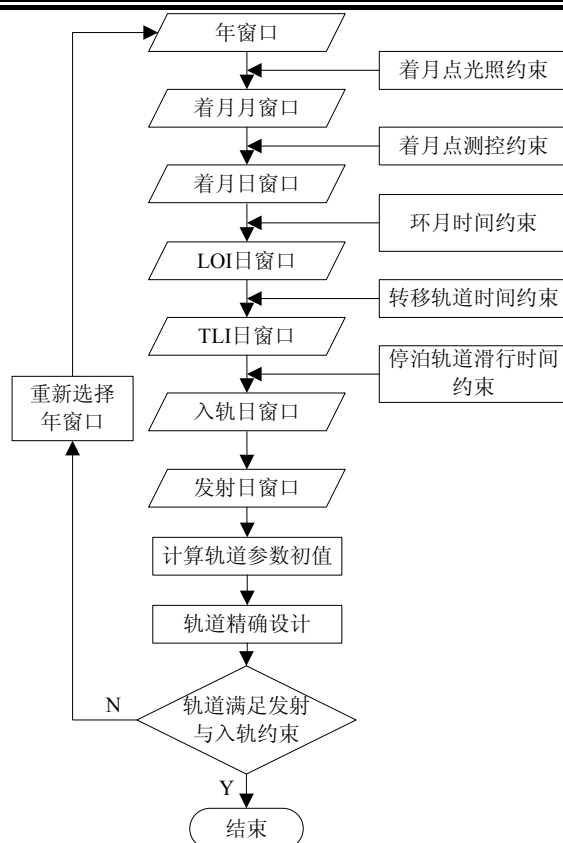 年窗口
着月点光照约束
着月月窗口
着月点测控约束
着月日窗口
环月时间约束
LOI日窗口
转移轨道时间约束
TLI日窗口
停泊轨道滑行时间
约束
重新选择
年窗口
入轨日窗口
发射日窗口
计算轨道参数初值
轨道精确设计
N
轨道满足发射
与入轨约束
Y
结束